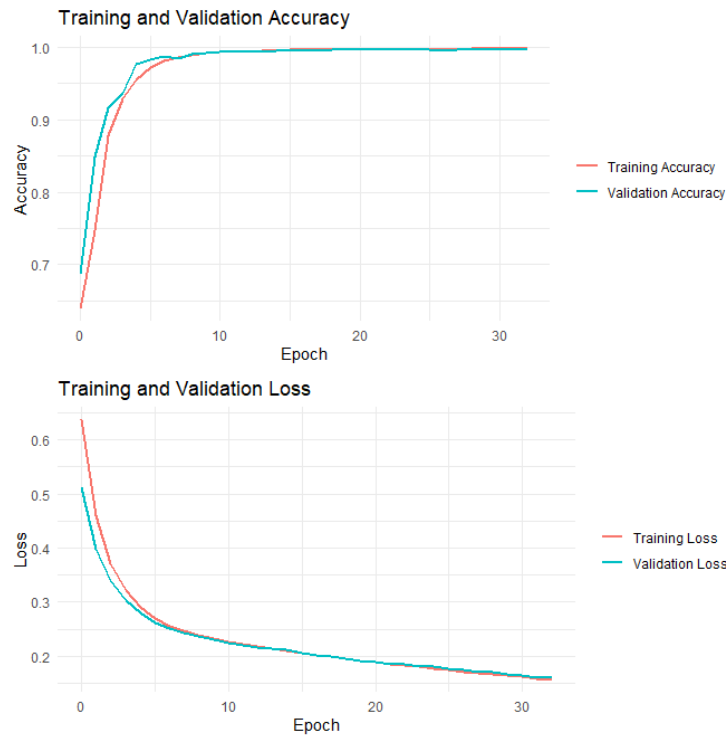 Training and Validation Accuracy
1.0
0.9
0.8
0.7
Accuracy
0 10 20 30
Epoch
Training Accuracy
Validation Accuracy
Training and Validation Loss
0.6
0.5
0.4
0.3
0.2
Loss
0 10 20 30
Epoch
Training Loss
Validation Loss